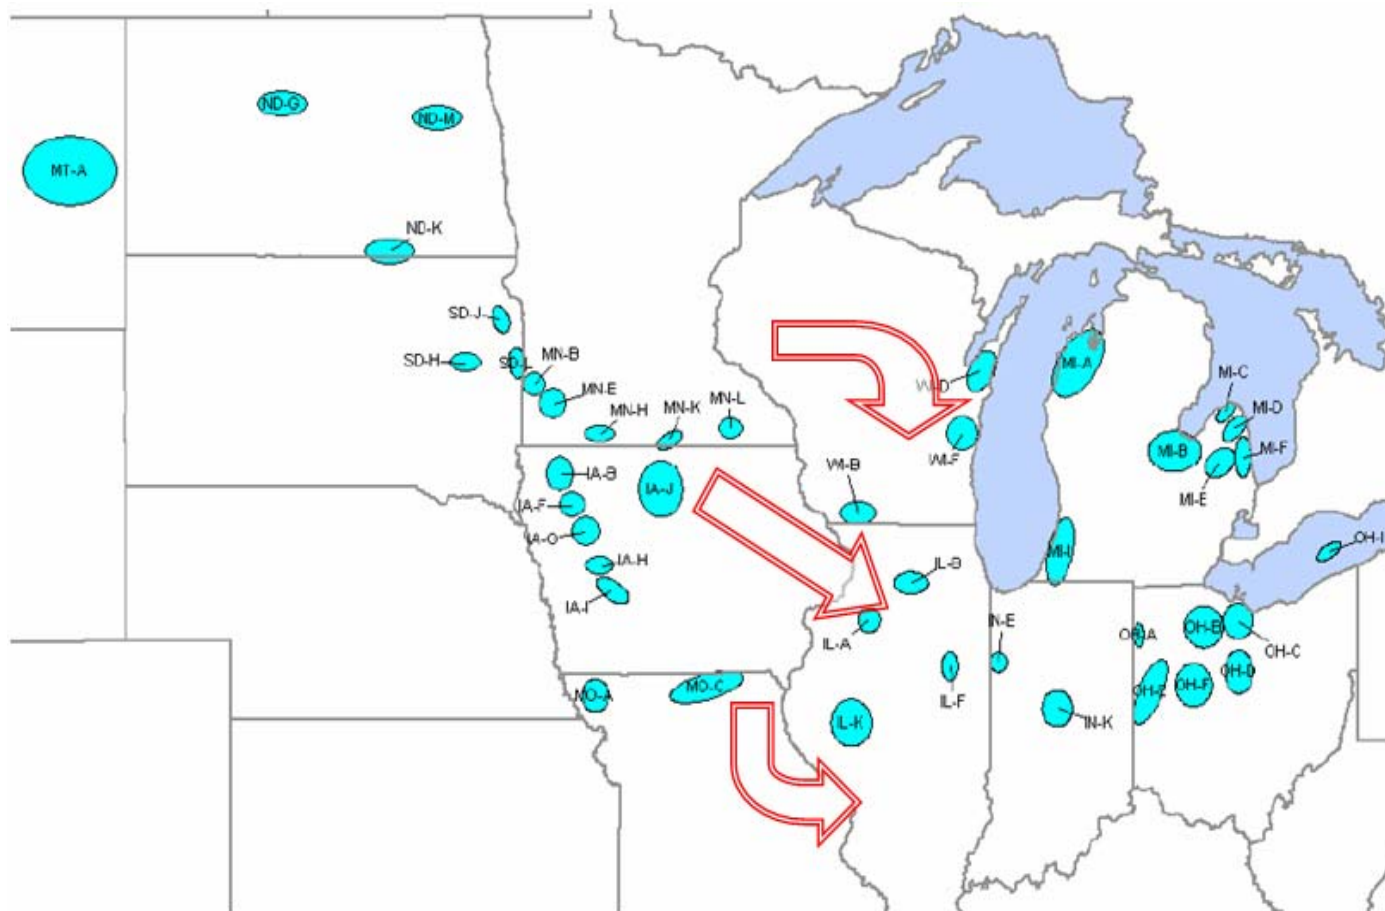 ND-G
ND-M
MT-A
ND-K
SD-J
SD-H
SD-L
MN-B
MN-E
MN-H
MN-K
MN-L
WI-D
WI-F
WI-B
MI-A
MI-C
MI-D
MI-B
MI-F
MI-E
MI-I
IA-B
IA-J
IA-F
IA-O
IA-H
IA-I
IL-B
IL-A
IL-F
IL-K
IN-E
IN-K
OH-I
OH-A
OH-B
OH-C
OH-D
OH-F
OH-E
MO-A
MO-C